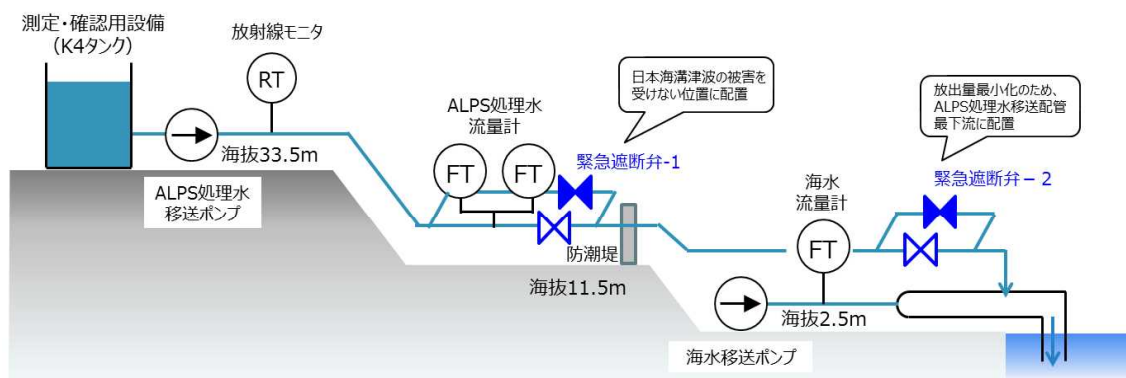 測定・確認用設備
（K4タンク）
放射線モニタ
RT
海抜33.5m
ALPS処理水
移送ポンプ
ALPS処理水
流量計
FT
FT
日本海溝津波の被害を
受けない位置に配置
緊急遮断弁-1
防潮堤
海抜11.5m
放出量最小化のため、
ALPS処理水移送配管
最下流に配置
緊急遮断弁－2
海水
流量計
FT
海抜2.5m
海水移送ポンプ